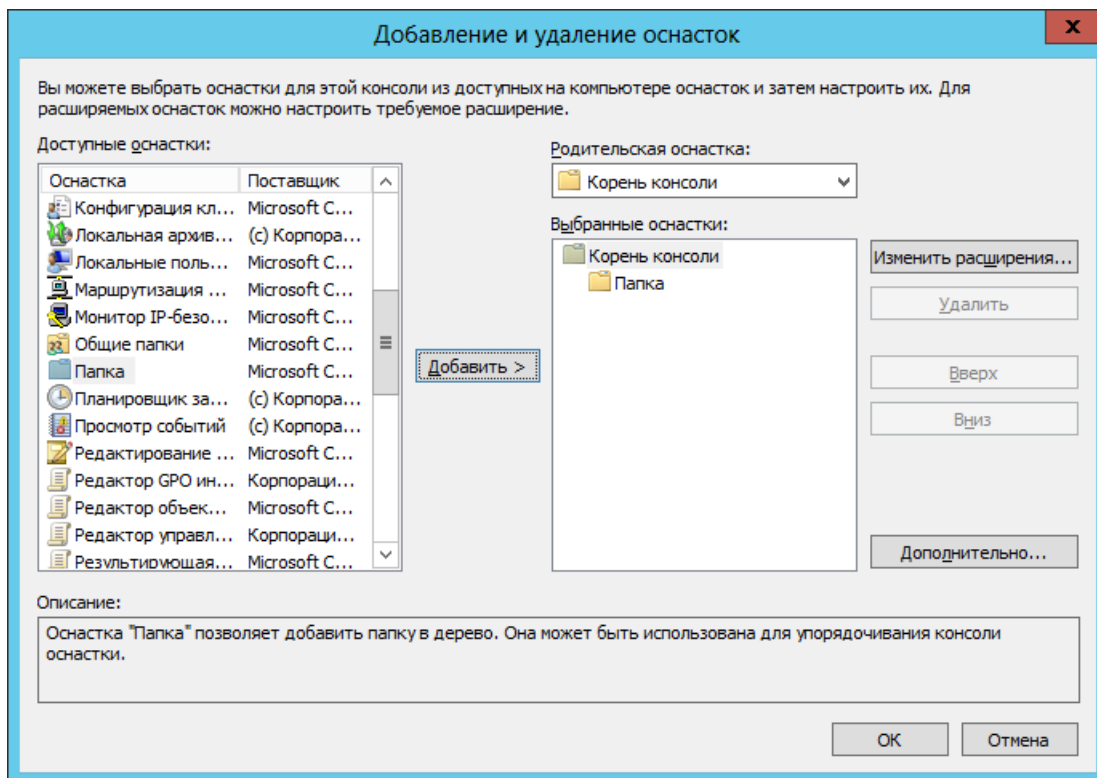 Добавление и удаление оснасток
x
Вы можете выбрать оснастки для этой консоли из доступных на компьютере оснасток и затем настроить их. Для
расширяемых оснасток можно настроить требуемое расширение.
Доступные оснастки:
Оснастка Поставщик
Конфигурация кл... Microsoft C...
Локальная архив... (с) Корпора...
Локальные поль... Microsoft C...
Маршрутизация ... Microsoft C...
Монитор IP-безо... Microsoft C...
Общие папки Microsoft C...
Папка Microsoft C...
Планировщик за... (с) Корпора...
Просмотр событий (с) Корпора...
Редактирование ... Microsoft C...
Редактор GPO ин... Корпораци...
Редактор объек... Microsoft C...
Редактор управл... Корпораци...
Результирующая... Microsoft C...
Добавить >
Родительская оснастка:
Корень консоли
Выбранные оснастки:
Корень консоли
Папка
Изменить расширения...
Удалить
Вверх
Вниз
Дополнительно...
Описание:
Оснастка "Папка" позволяет добавить папку в дерево. Она может быть использована для упорядочивания консоли
оснастки.
ОК
Отмена